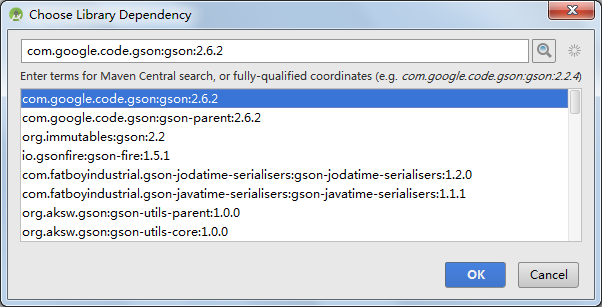 Choose Library Dependency
com.google.code.gson:gson:2.6.2
Enter terms for Maven Central search, or fully-qualified coordinates (e.g. com.google.code.gson:gson:2.2.4)
com.google.code.gson:gson:2.6.2
com.google.code.gson:gson-parent:2.6.2
org.immutables:gson:2.2
io.gsonfire:gson-fire:1.5.1
com.fatboyindustrial.gson-jodatime-serialisers:gson-jodatime-serialisers:1.2.0
com.fatboyindustrial.gson-javatime-serialisers:gson-javatime-serialisers:1.1.1
org.aksw.gson:gson-utils-parent:1.0.0
org.aksw.gson:gson-utils-core:1.0.0
OK Cancel